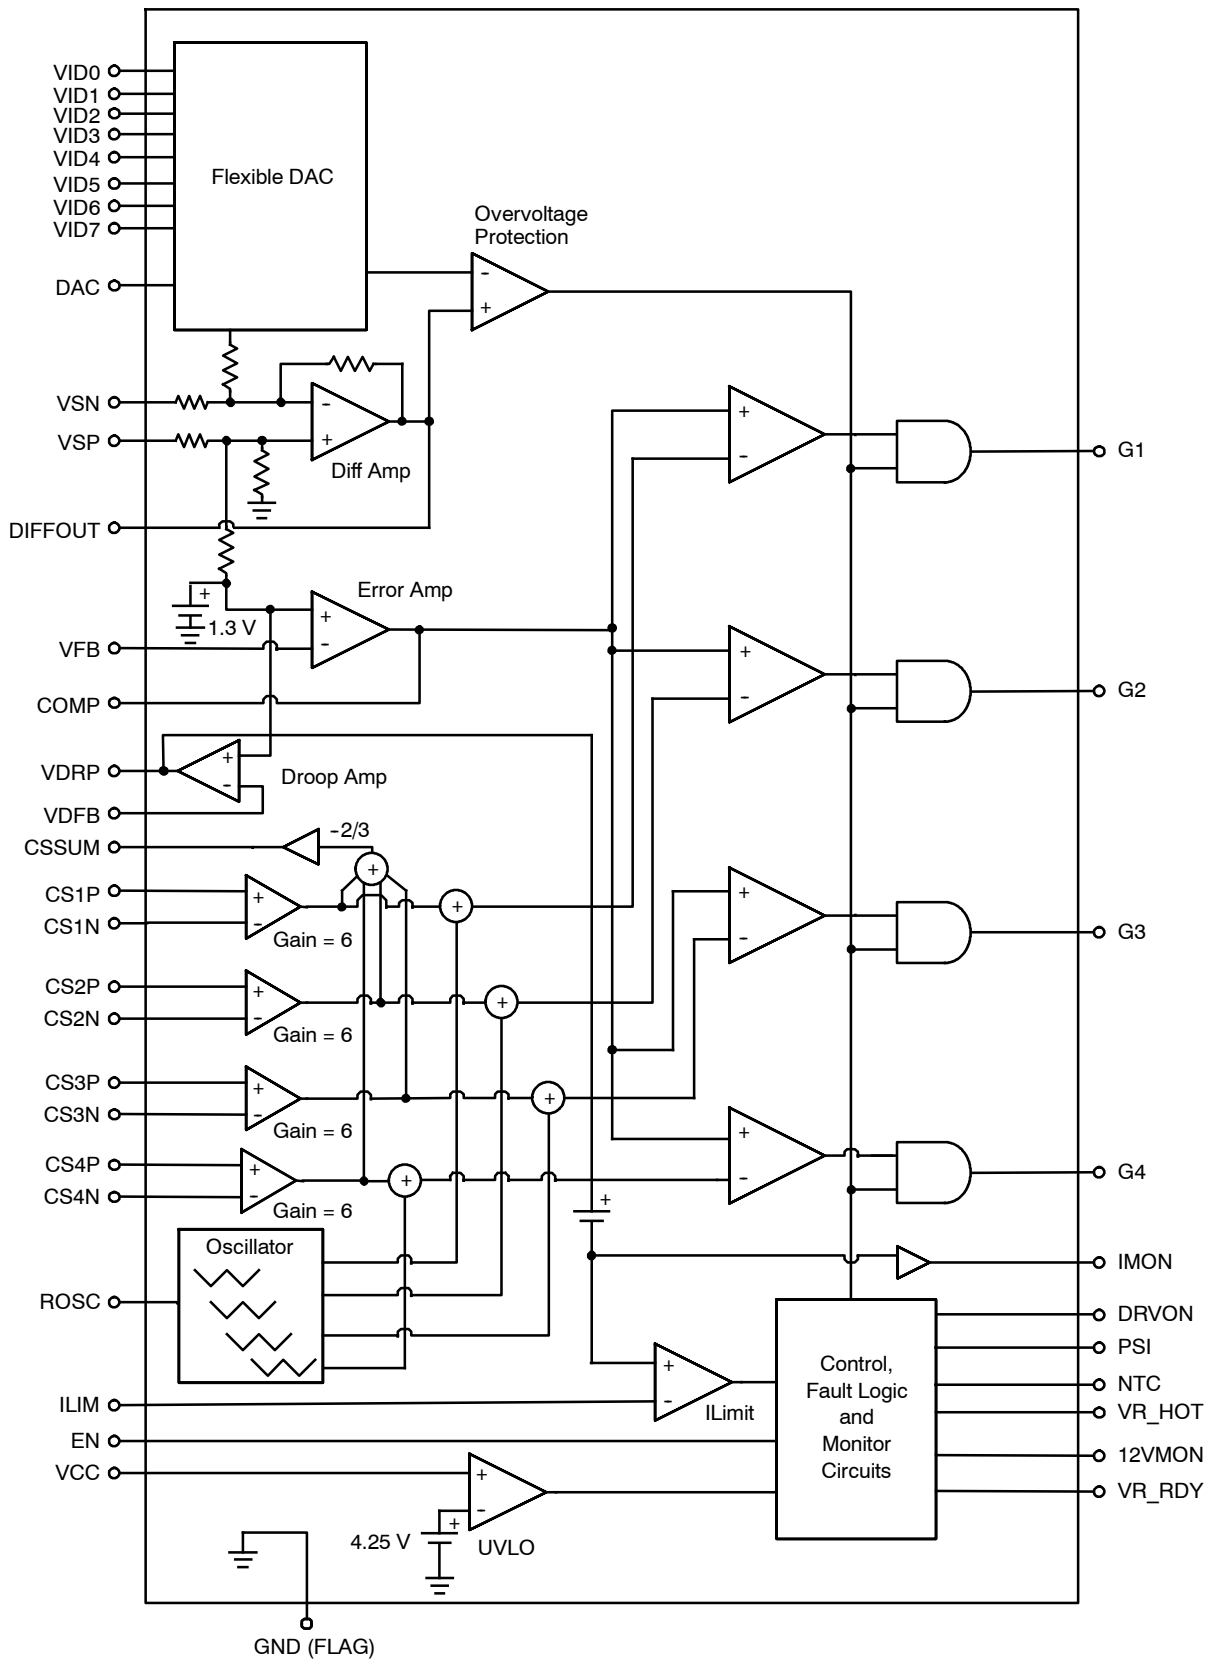 VID0
VID1
VID2
VID3
VID4
VID5
VID6
VID7
DAC
Flexible DAC
Overvoltage
Protection
-
+
VSN
VSP
-
+
Diff Amp
DIFFOUT
+
1.3 V
Error Amp
+
-
VFB
COMP
VDRP
VDFB
+
-
Droop Amp
CSSUM
-2/3
+
CS1P
CS1N
+
-
Gain = 6
+
CS2P
CS2N
+
-
Gain = 6
+
CS3P
CS3N
+
-
Gain = 6
+
CS4P
CS4N
+
-
Gain = 6
+
+
-
G1
+
-
G2
+
-
G3
+
-
G4
+
IMON
Oscillator
ROSC
ILIM
+
-
ILimit
EN
VCC
+
-
+
4.25 V
UVLO
Control,
Fault Logic
and
Monitor
Circuits
DRVON
PSI
NTC
VR_HOT
12VMON
VR_RDY
GND (FLAG)